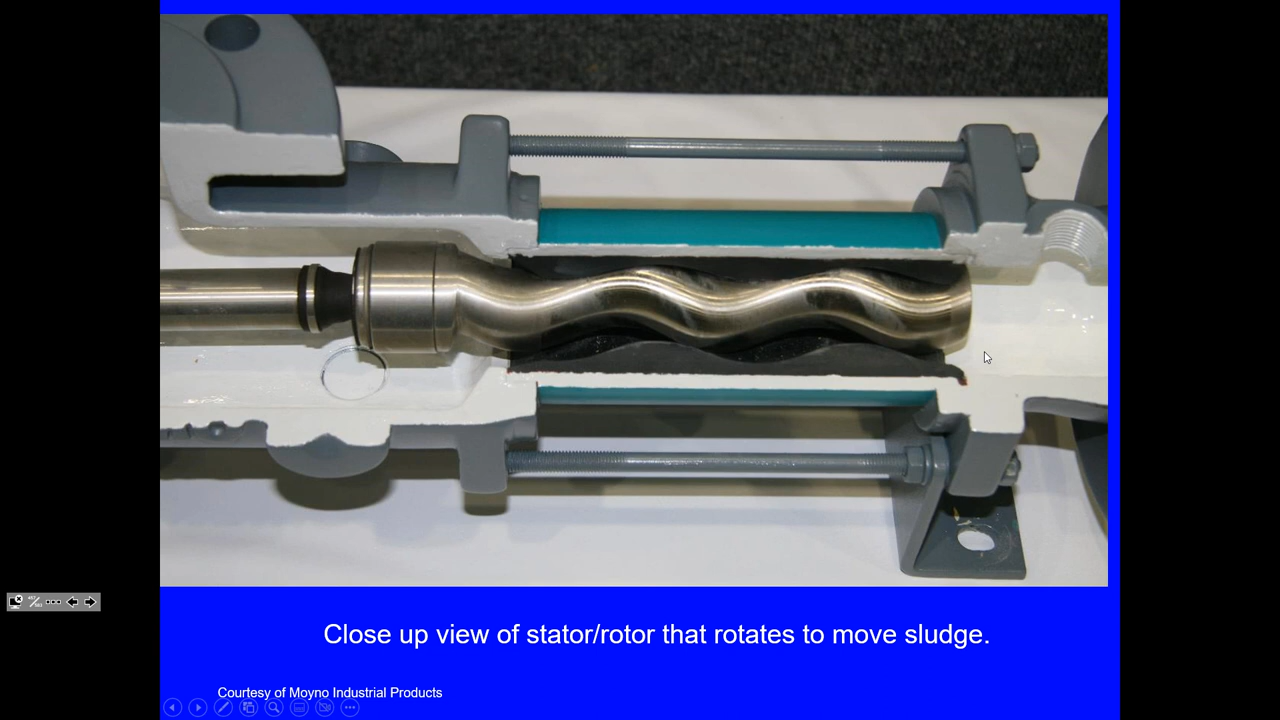 Close up view of stator/rotor that rotates to move sludge.
Courtesy of Moyno Industrial Products